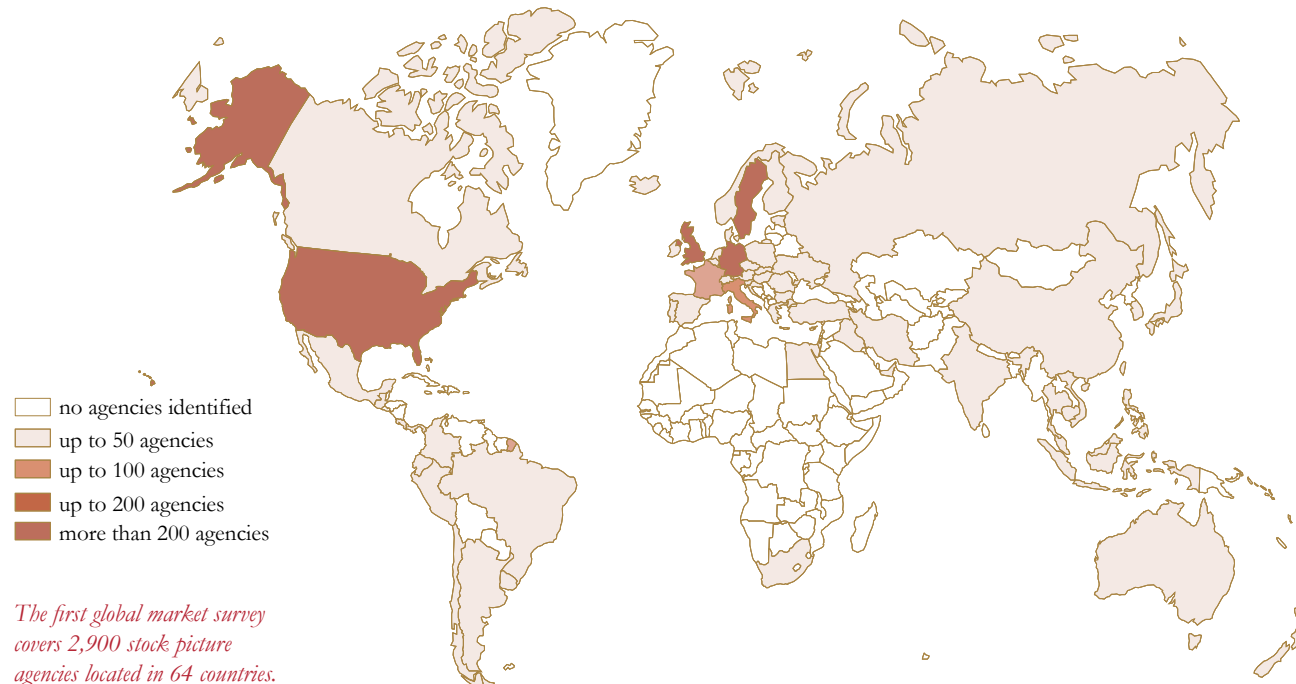 no agencies identified
up to 50 agencies
up to 100 agencies
up to 200 agencies
more than 200 agencies
The first global market survey
covers 2,900 stock picture
agencies located in 64 countries.